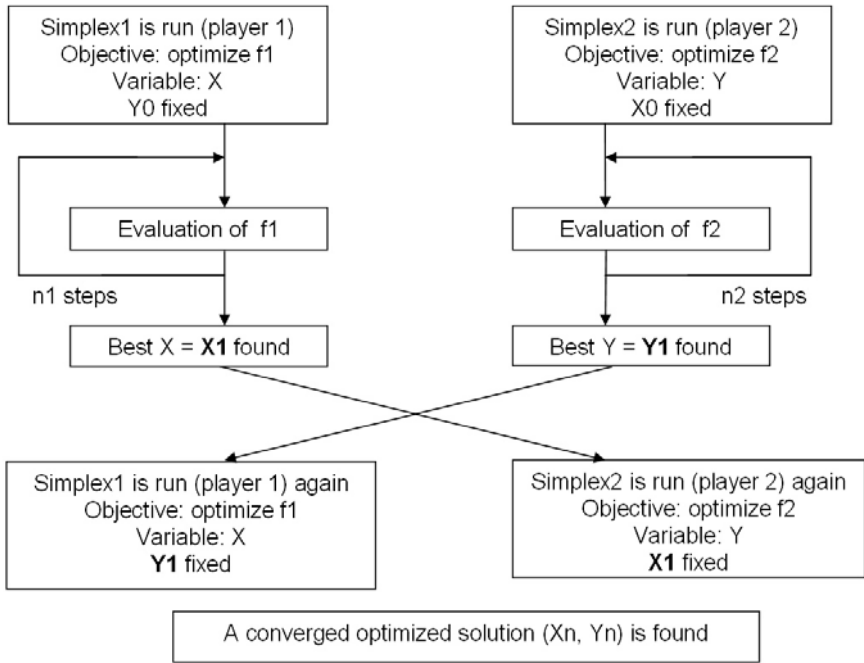 Simplex1 is run (player 1)
Objective: optimize f1
Variable: X
Y0 fixed
Simplex2 is run (player 2)
Objective: optimize f2
Variable: Y
X0 fixed
Evaluation of f1
Evaluation of f2
n1 steps
n2 steps
Best X = X1 found
Best Y = Y1 found
Simplex1 is run (player 1) again
Objective: optimize f1
Variable: X
Y1 fixed
Simplex2 is run (player 2) again
Objective: optimize f2
Variable: Y
X1 fixed
A converged optimized solution (Xn, Yn) is found